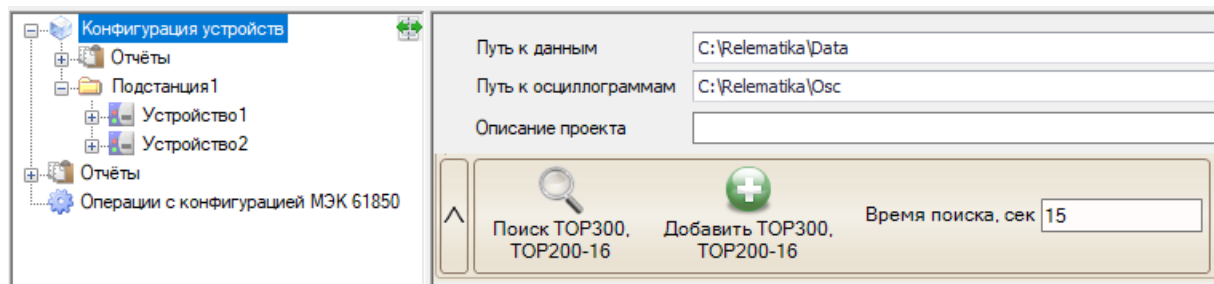 Конфигурация устройств
Отчёты
Подстанция1
Устройство1
Устройство2
Отчёты
Операции с конфигурацией МЭК 61850
Путь к данным C:\Relematika\Data
Путь к осциллограммам C:\Relematika\Osc
Описание проекта
Поиск ТОР300,
ТОР200-16
Добавить ТОР300,
ТОР200-16
Время поиска, сек 15